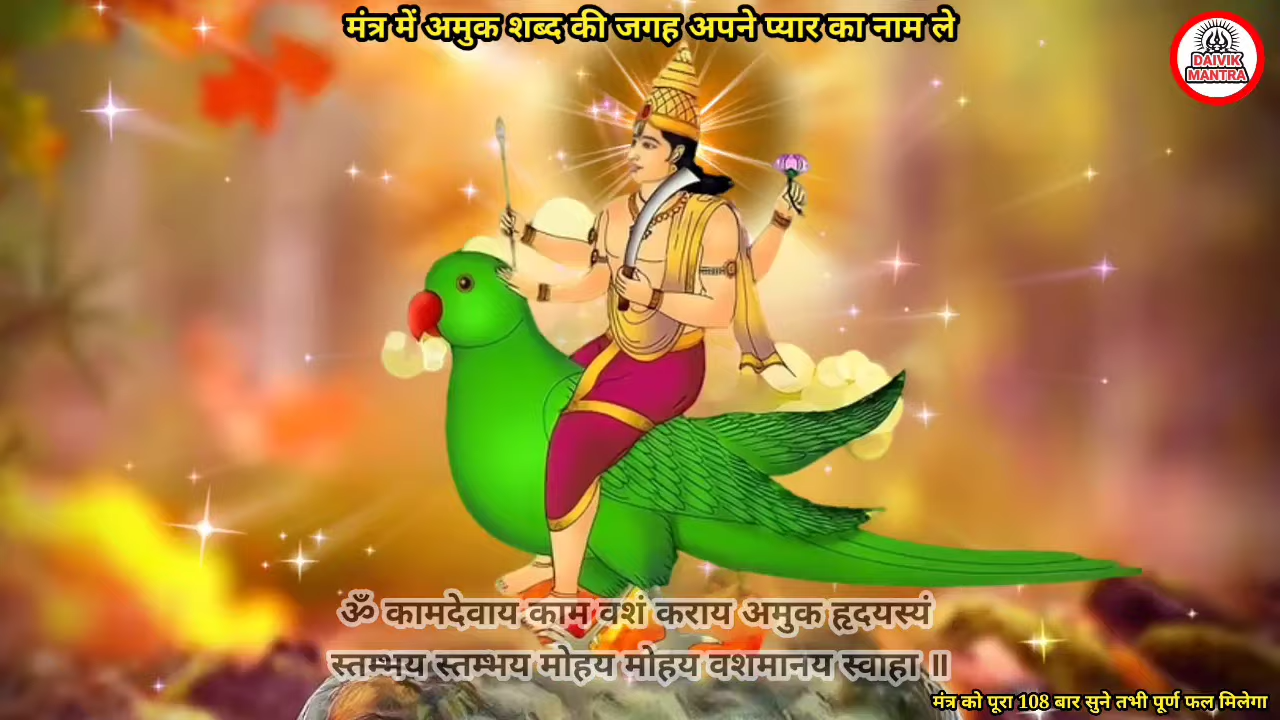 मंत्र में अमुक शब्द की जगह अपने प्यार का नाम ले
DAIVIK
MANTRA
ॐ कामदेवाय काम वशं कराय अमुक हृदयस्यं
स्तम्भय स्तम्भय मोहय मोहय वशमानय स्वाहा ॥
मंत्र को पूरा 108 बार सुने तभी पूर्ण फल मिलेगा